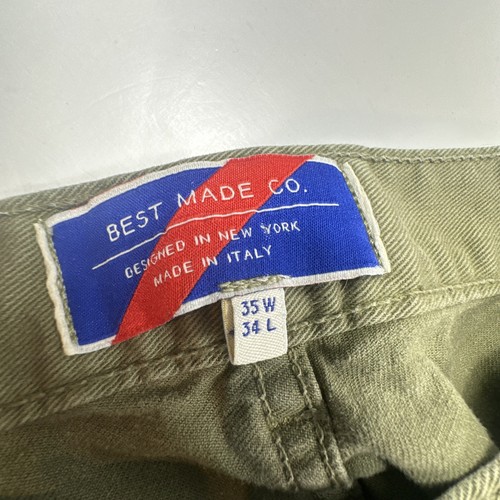 BEST MADE CO.
DESIGNED IN NEW YORK
MADE IN ITALY
35 W
34 L